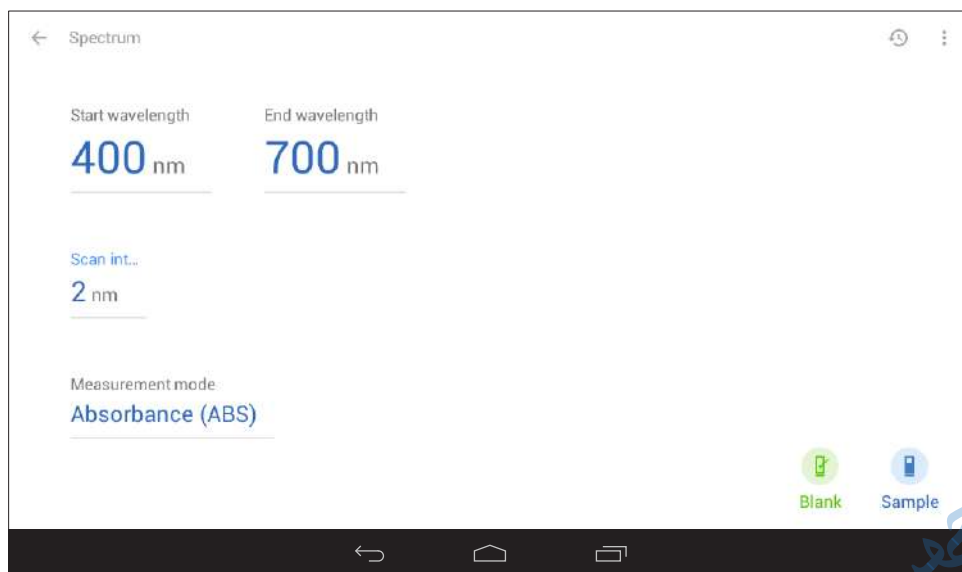 Spectrum
Start wavelength End wavelength
400 nm 700 nm
Scan int...
2 nm
Measurement mode
Absorbance (ABS)
Blank Sample